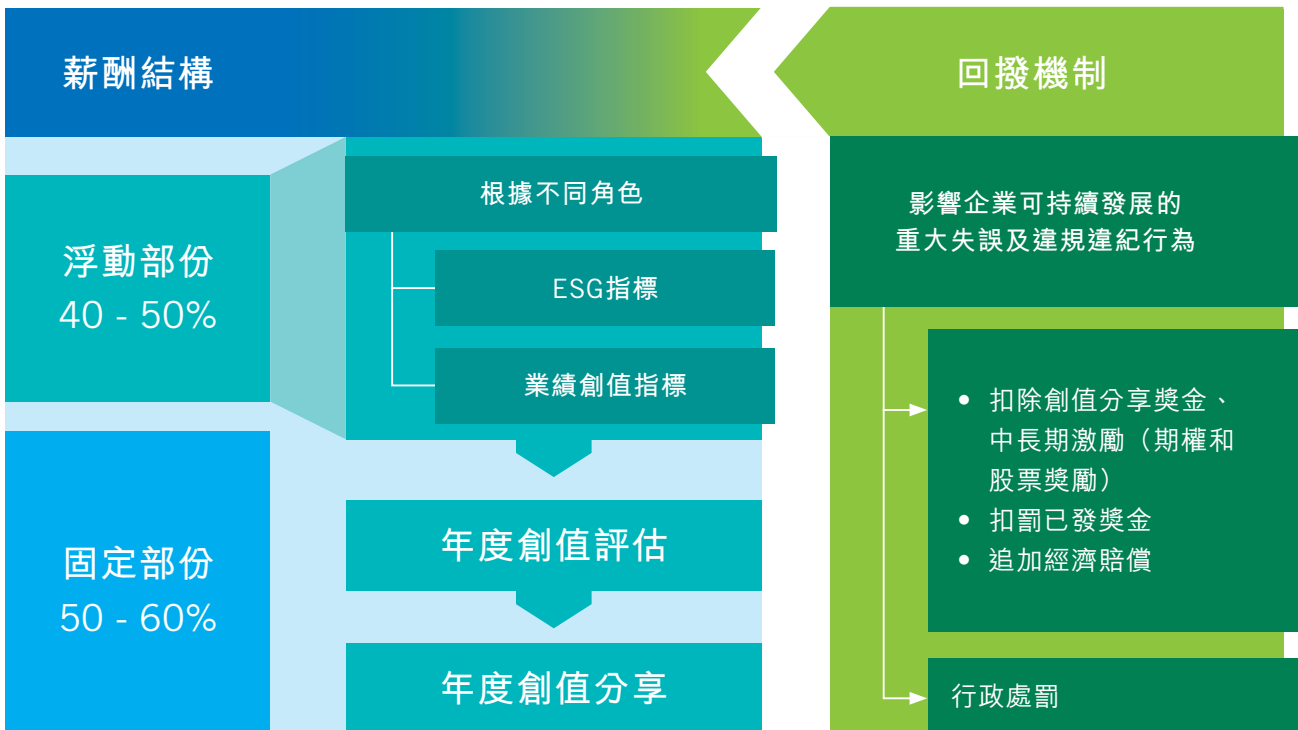 薪酬結構
浮動部份
40 - 50%
固定部份
50 - 60%
根據不同角色
ESG指標
業績創值指標
年度創值評估
年度創值分享
回撥機制
影響企業可持續發展的
重大失誤及違規違紀行為
• 扣除創值分享獎金、
中長期激勵（期權和
股票獎勵）
• 扣罰已發獎金
• 追加經濟賠償
行政處罰